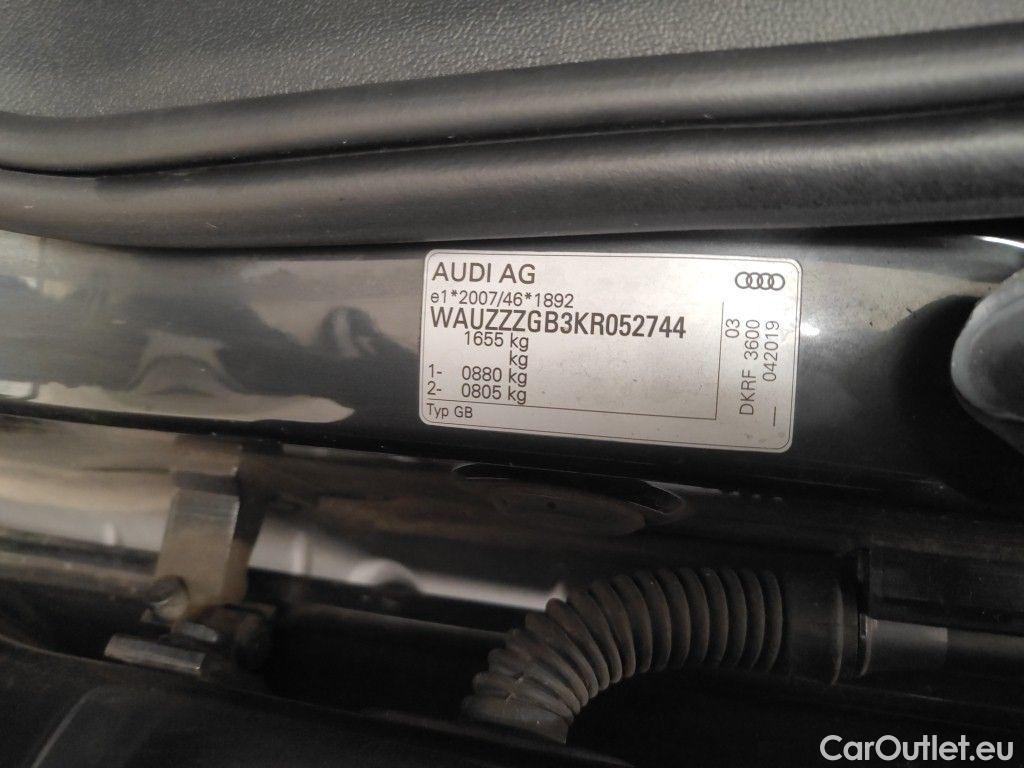 AUDI AG
e1*2007/46*1892
WAUZZZGB3KR052744
1655 kg
kg
1- 0880 kg
2- 0805 kg
Typ GB
03
DKRF 3600
— 042019
CarOutlet.eu